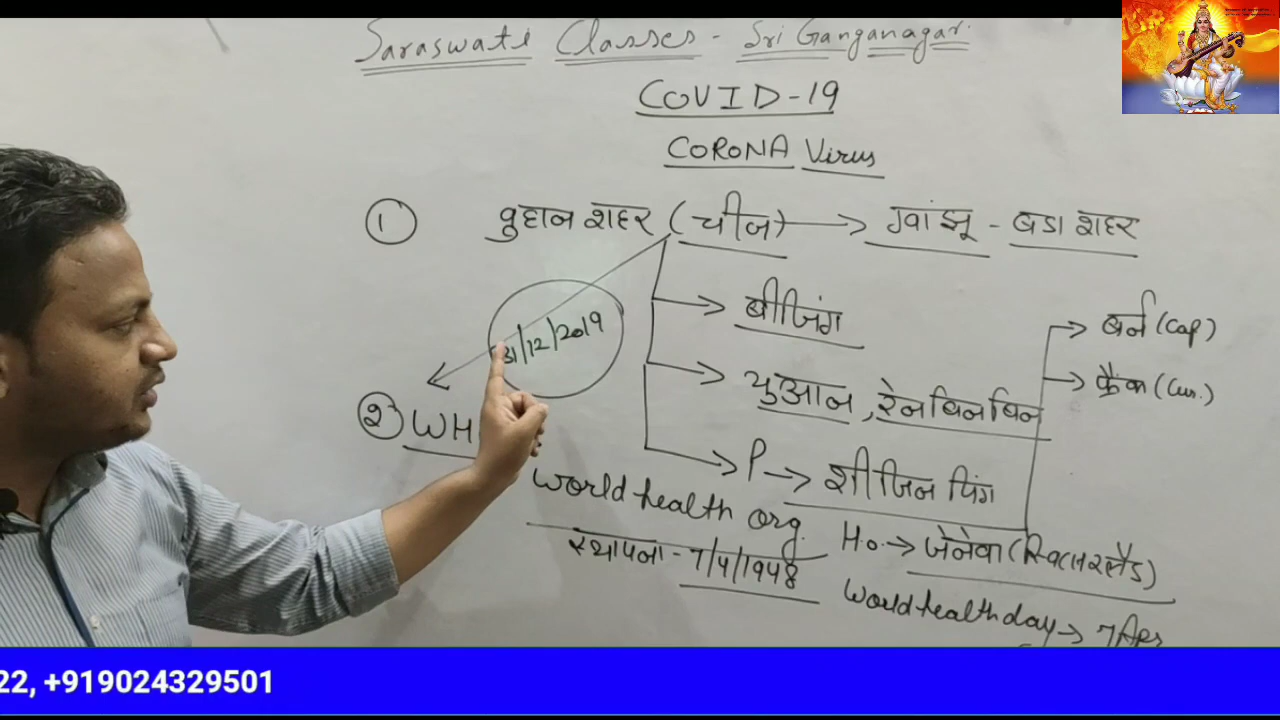 Saraswati Classes - Sri Ganganagar
COVID-19
CORONA Virus
① वुहान शहर (चीन) → ग्वांझू - बडा शहर
बीजिंग
31/12/2019
बर्न (Cap)
युआन, रेनबिनबिन
फ्रैंक (Cur.)
② WH
P → शी जिन पिंग
World health org.
H.o. → जेनेवा (स्विटजरलैंड)
स्थापना - 7/4/1948
World health day → 7 Apr
22, +919024329501